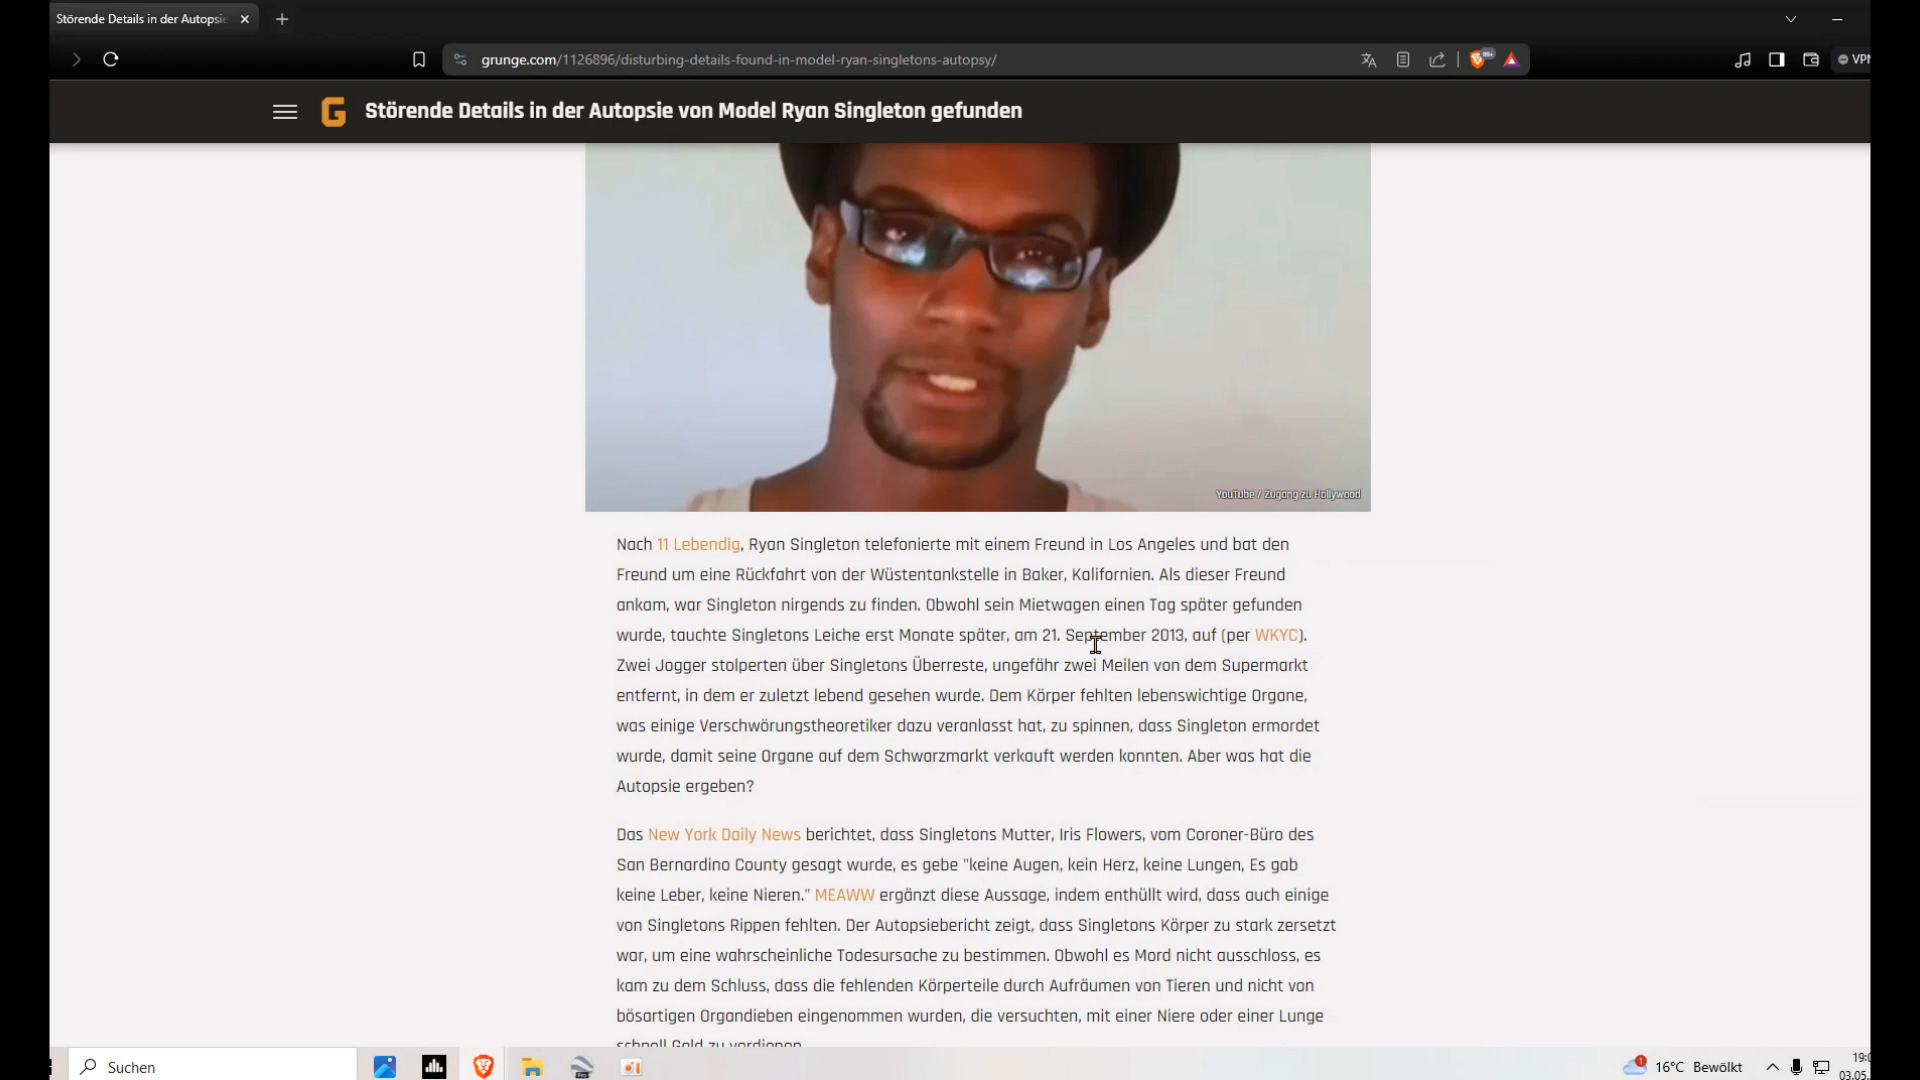 Störende Details in der Autopsie
grunge.com/1126896/disturbing-details-found-in-model-ryan-singletons-autopsy/
VPN
Störende Details in der Autopsie von Model Ryan Singleton gefunden
YouTube / Zugang zu Hollywood
Nach 11 Lebendig, Ryan Singleton telefonierte mit einem Freund in Los Angeles und bat den
Freund um eine Rückfahrt von der Wüstentankstelle in Baker, Kalifornien. Als dieser Freund
ankam, war Singleton nirgends zu finden. Obwohl sein Mietwagen einen Tag später gefunden
wurde, tauchte Singletons Leiche erst Monate später, am 21. September 2013, auf (per WKYC).
Zwei Jogger stolperten über Singletons Überreste, ungefähr zwei Meilen von dem Supermarkt
entfernt, in dem er zuletzt lebend gesehen wurde. Dem Körper fehlten lebenswichtige Organe,
was einige Verschwörungstheoretiker dazu veranlasst hat, zu spinnen, dass Singleton ermordet
wurde, damit seine Organe auf dem Schwarzmarkt verkauft werden konnten. Aber was hat die
Autopsie ergeben?
Das New York Daily News berichtet, dass Singletons Mutter, Iris Flowers, vom Coroner-Büro des
San Bernardino County gesagt wurde, es gebe "keine Augen, kein Herz, keine Lungen, Es gab
keine Leber, keine Nieren." MEAWW ergänzt diese Aussage, indem enthüllt wird, dass auch einige
von Singletons Rippen fehlten. Der Autopsiebericht zeigt, dass Singletons Körper zu stark zersetzt
war, um eine wahrscheinliche Todesursache zu bestimmen. Obwohl es Mord nicht ausschloss, es
kam zu dem Schluss, dass die fehlenden Körperteile durch Aufräumen von Tieren und nicht von
bösartigen Organdieben eingenommen wurden, die versuchten, mit einer Niere oder einer Lunge
schnell Geld zu verdienen.
Suchen
1
16°C Bewölkt
19:0
03.05.